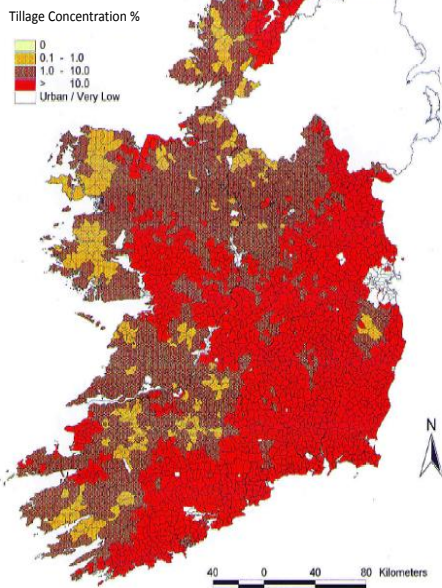 Tillage Concentration %
0
0.1 - 1.0
1.0 - 10.0
> 10.0
Urban / Very Low
N
40 0 40 80 Kilometers